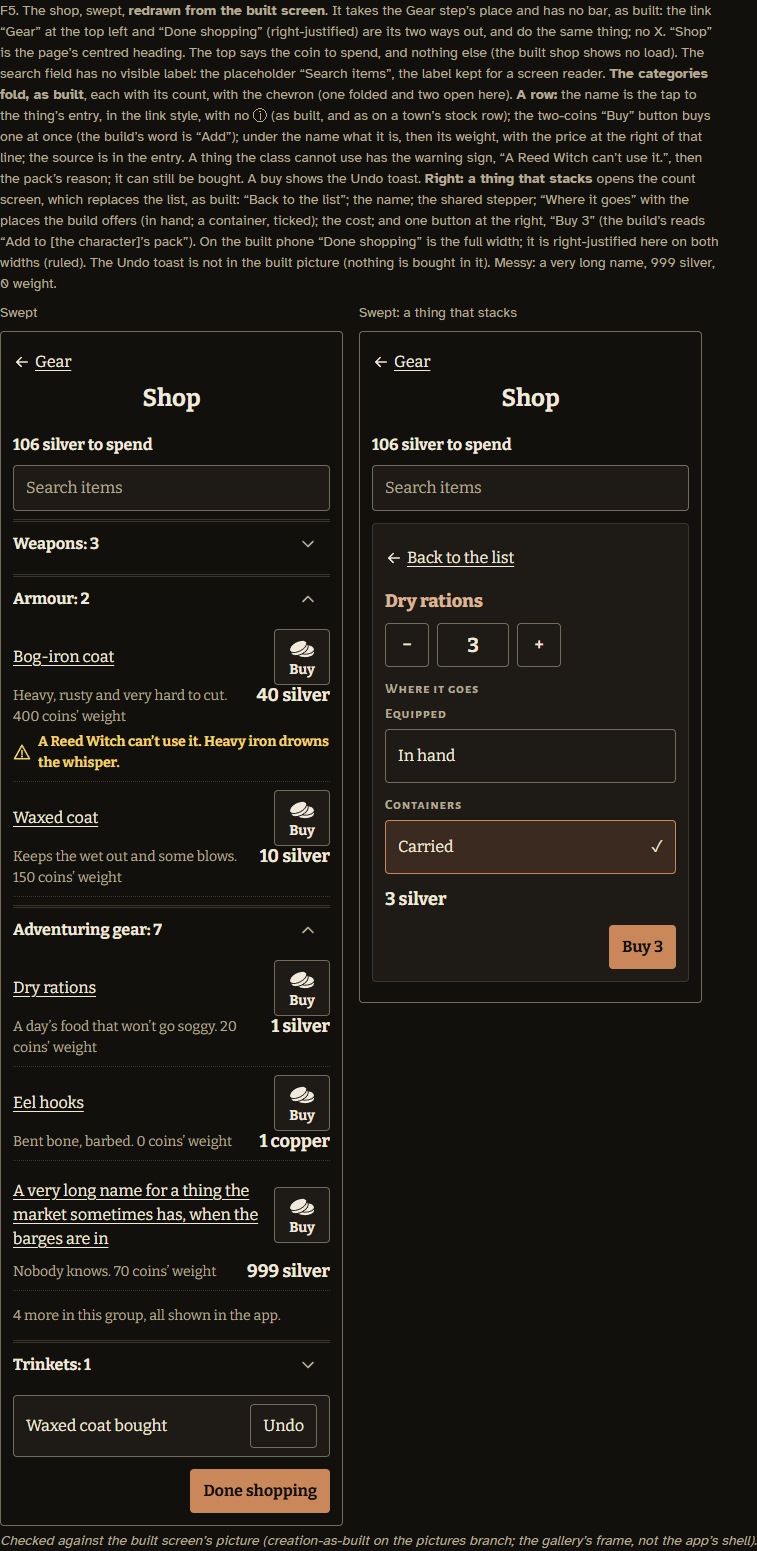 F5. The shop, swept, redrawn from the built screen. It takes the Gear step's place and has no bar, as built: the link
“Gear” at the top left and “Done shopping” (right-justified) are its two ways out, and do the same thing; no X. “Shop”
is the page's centred heading. The top says the coin to spend, and nothing else (the built shop shows no load). The
search field has no visible label: the placeholder “Search items”, the label kept for a screen reader. The categories
fold, as built, each with its count, with the chevron (one folded and two open here). A row: the name is the tap to
the thing's entry, in the link style, with no ⓘ (as built, and as on a town's stock row); the two-coins “Buy” button buys
one at once (the build's word is “Add”); under the name what it is, then its weight, with the price at the right of that
line; the source is in the entry. A thing the class cannot use has the warning sign, “A Reed Witch can't use it.”, then
the pack's reason; it can still be bought. A buy shows the Undo toast. Right: a thing that stacks opens the count
screen, which replaces the list, as built: “Back to the list”; the name; the shared stepper; “Where it goes” with the
places the build offers (in hand; a container, ticked); the cost; and one button at the right, “Buy 3” (the build's reads
“Add to [the character]'s pack”). On the built phone “Done shopping” is the full width; it is right-justified here on both
widths (ruled). The Undo toast is not in the built picture (nothing is bought in it). Messy: a very long name, 999 silver,
0 weight.
Swept
← Gear
Shop
106 silver to spend
Search items
Weapons: 3
Armour: 2
Bog-iron coat
Buy
Heavy, rusty and very hard to cut.
400 coins' weight
40 silver
A Reed Witch can't use it. Heavy iron drowns
the whisper.
Waxed coat
Buy
Keeps the wet out and some blows.
150 coins' weight
10 silver
Adventuring gear: 7
Dry rations
Buy
A day's food that won't go soggy. 20
coins' weight
1 silver
Eel hooks
Buy
Bent bone, barbed. 0 coins' weight
1 copper
A very long name for a thing the
market sometimes has, when the
barges are in
Buy
Nobody knows. 70 coins' weight
999 silver
4 more in this group, all shown in the app.
Trinkets: 1
Waxed coat bought
Undo
Done shopping
Swept: a thing that stacks
← Gear
Shop
106 silver to spend
Search items
← Back to the list
Dry rations
− 3 +
Where it goes
Equipped
In hand
Containers
Carried ✓
3 silver
Buy 3
Checked against the built screen's picture (creation-as-built on the pictures branch; the gallery's frame, not the app's shell).